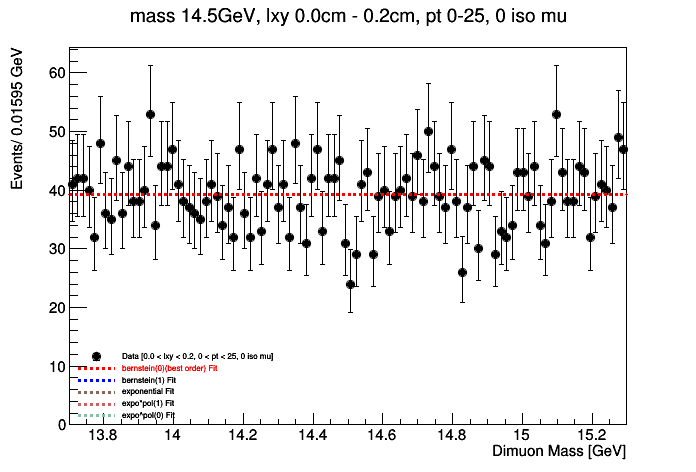 mass 14.5GeV, lxy 0.0cm - 0.2cm, pt 0-25, 0 iso mu
Events/ 0.01595 GeV
60
50
40
30
20
10
0
Data [0.0 < lxy < 0.2, 0 < pt < 25, 0 iso mu]
bernstein(0)(best order) Fit
bernstein(1) Fit
exponential Fit
expo*pol(1) Fit
expo^pol(0) Fit
13.8 14 14.2 14.4 14.6 14.8 15 15.2
Dimuon Mass [GeV]